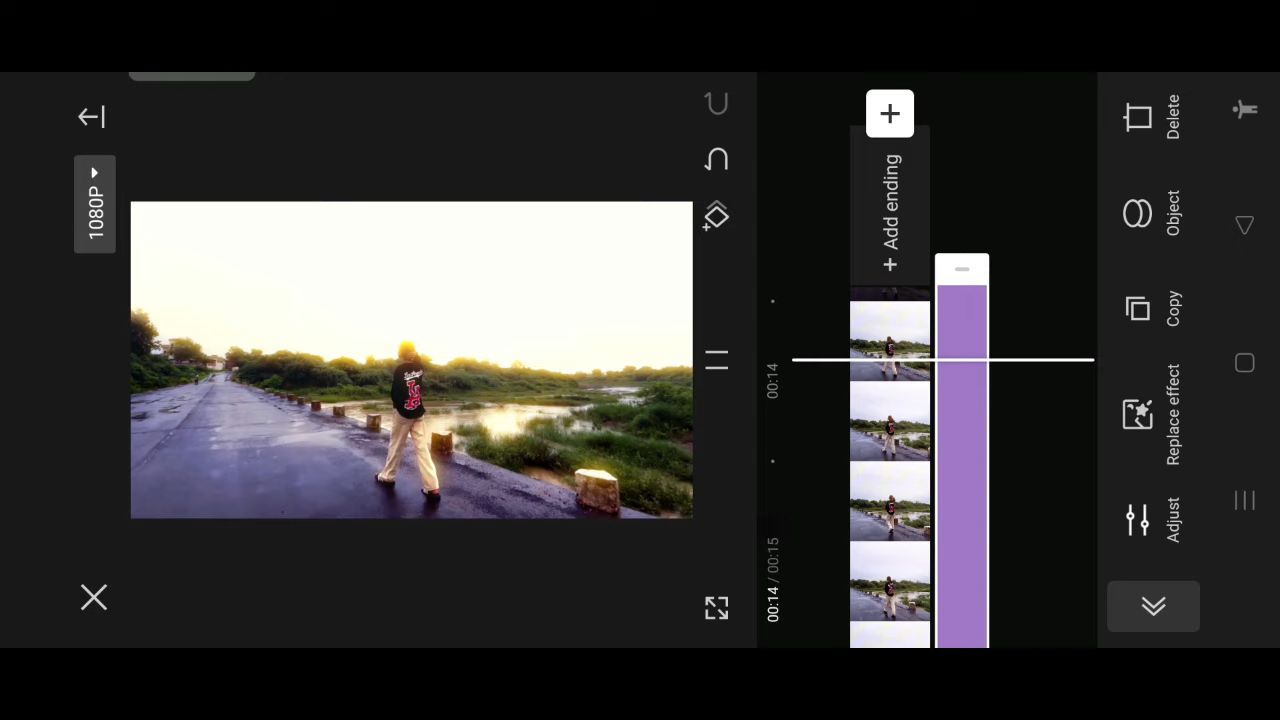 1080P
00:14 / 00:15
00:14
+ Add ending
Adjust
Replace effect
Copy
Object
Delete